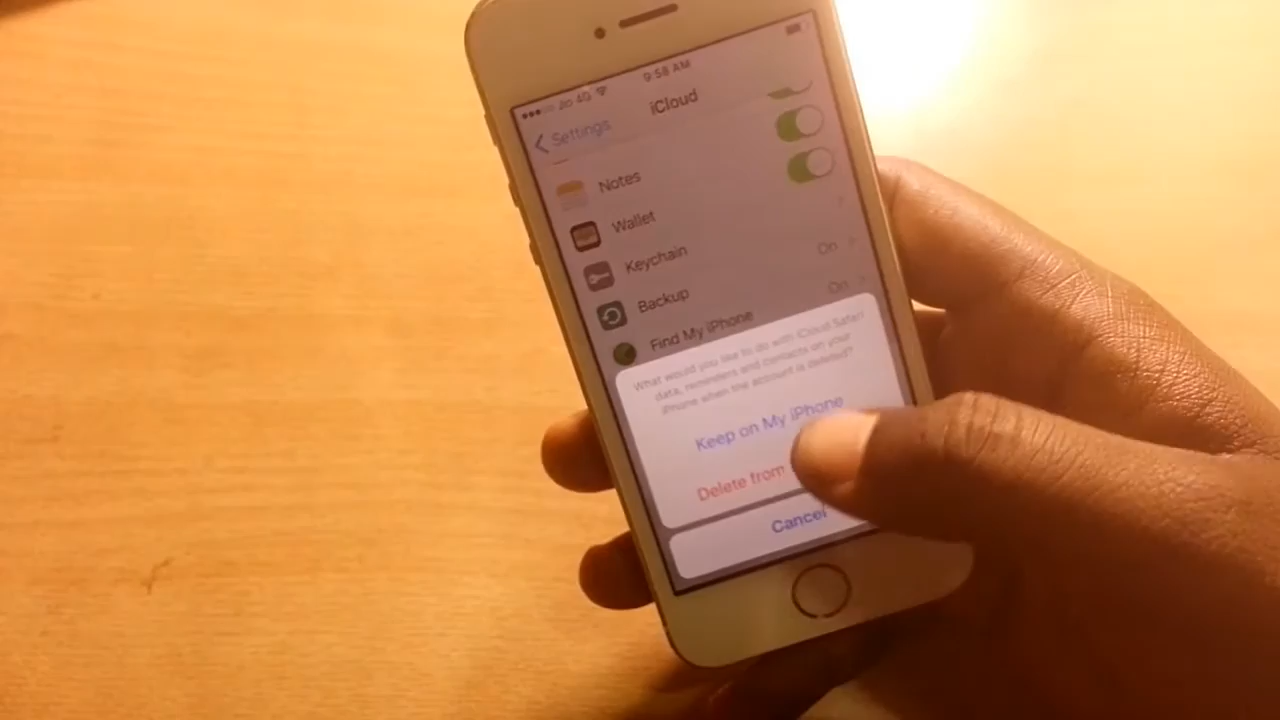 Jio 4G
9:58 AM
Settings
iCloud
Notes
Wallet
Keychain
On
Backup
On
Find My iPhone
What would you like to do with iCloud Safari
data, reminders and contacts on your
iPhone when the account is deleted?
Keep on My iPhone
Delete from
Cancel